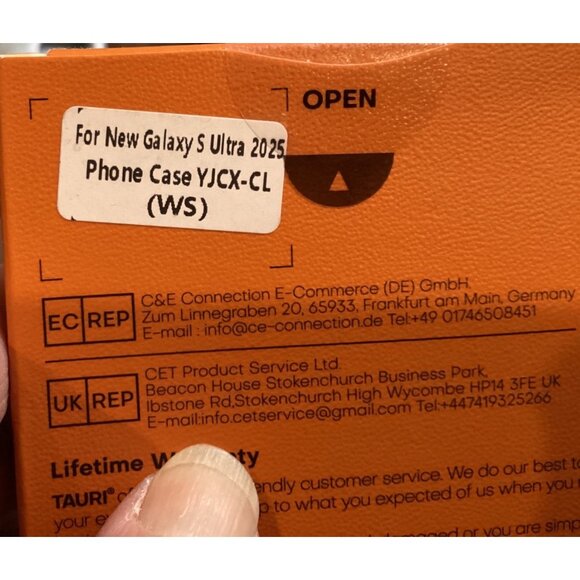 OPEN
For New Galaxy S Ultra 2025
Phone Case YJCX-CL
(WS)
EC REP
C&E Connection E-Commerce (DE) GmbH
Zum Linnegraben 20, 65933, Frankfurt am Main, Germany
E-mail : info@ce-connection.de Tel:+49 01746508451
UK REP
CET Product Service Ltd.
Beacon House Stokenchurch Business Park,
Ibstone Rd,Stokenchurch High Wycombe HP14 3FE UK
E-mail:info.cetservice@gmail.com Tel:+447419325266
Lifetime
TAURI® customer service. We do our best to
to what you expected of us when you
or you are